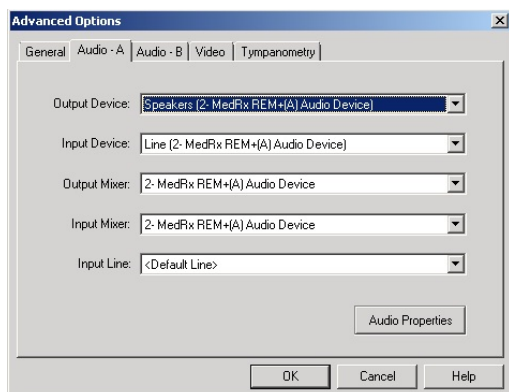 Advanced Options
General Audio - A Audio - B Video Tympanometry
Output Device: Speakers (2- MedRx REM+(A) Audio Device)
Input Device: Line (2- MedRx REM+(A) Audio Device)
Output Mixer: 2- MedRx REM+(A) Audio Device
Input Mixer: 2- MedRx REM+(A) Audio Device
Input Line: <Default Line>
Audio Properties
OK Cancel Help